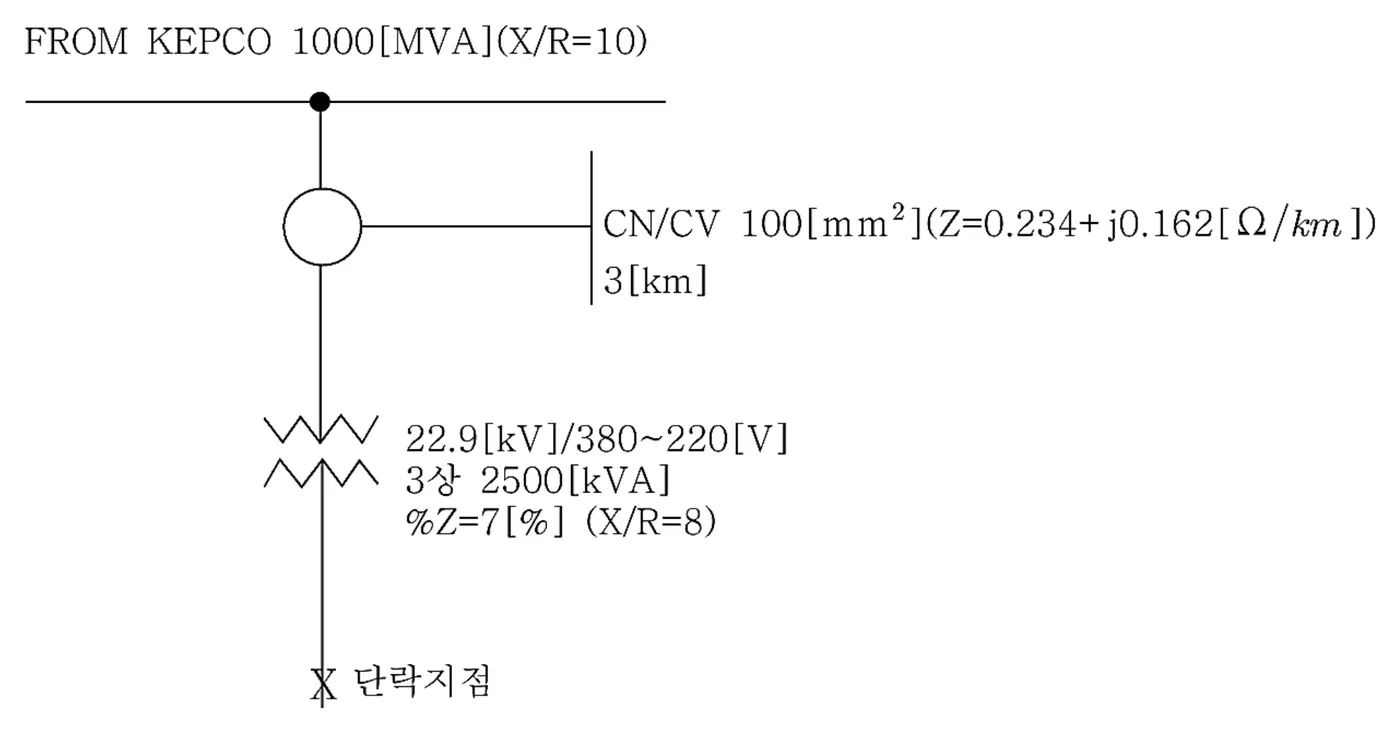 FROM KEPCO 1000[MVA](X/R=10)
CN/CV 100[mm²](Z=0.234+j0.162[Ω/km])
3[km]
22.9[kV]/380~220[V]
3상 2500[kVA]
%Z=7[%] (X/R=8)
X 단락지점